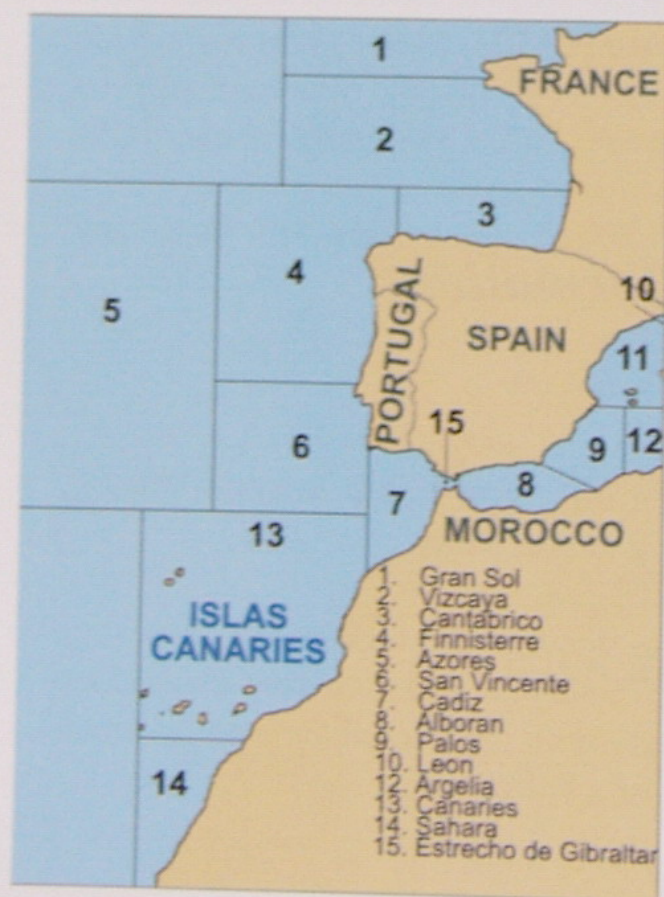 1
FRANCE
2
3
4
5
10
PORTUGAL
SPAIN
11
15
6
9
12
8
7
13
MOROCCO
ISLAS
CANARIES
14
1. Gran Sol
2. Vizcaya
3. Cantabrico
4. Finnisterre
5. Azores
6. San Vincente
7. Cadiz
8. Alboran
9. Palos
10. Leon
12. Argelia
13. Canaries
14. Sahara
15. Estrecho de Gibraltar